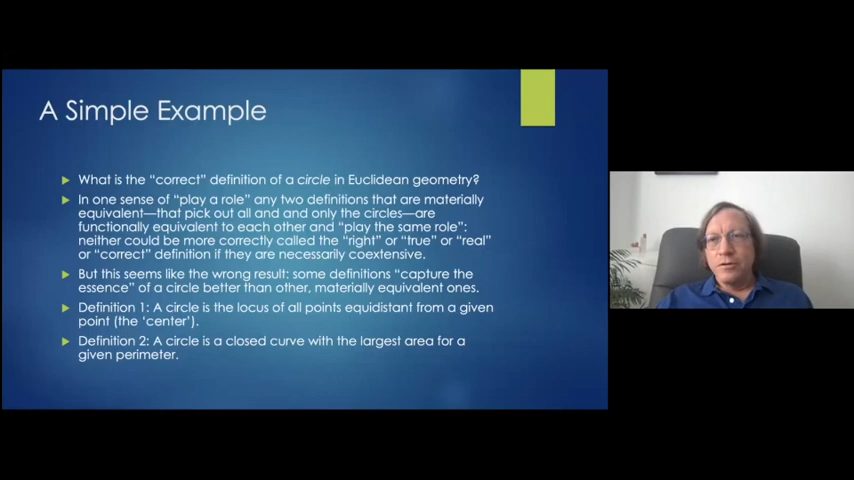 A Simple Example
What is the “correct” definition of a circle in Euclidean geometry?
In one sense of “play a role” any two definitions that are materially
equivalent—that pick out all and and only the circles—are
functionally equivalent to each other and “play the same role”:
neither could be more correctly called the “right” or “true” or “real”
or “correct” definition if they are necessarily coextensive.
But this seems like the wrong result: some definitions “capture the
essence” of a circle better than other, materially equivalent ones.
Definition 1: A circle is the locus of all points equidistant from a given
point (the ‘center’).
Definition 2: A circle is a closed curve with the largest area for a
given perimeter.